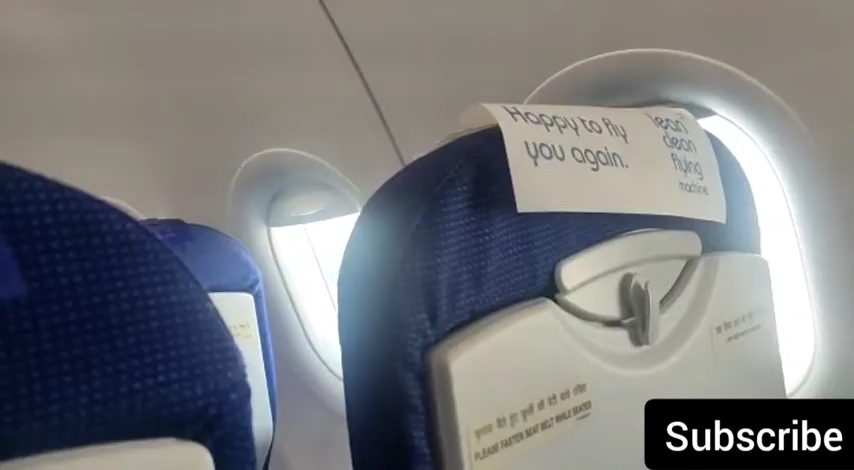 Happy to fly
you again.
lean
clean
flying
machine
कृपया बैठे हुए कुर्सी की पेटी बांधे रखिए
PLEASE FASTEN SEAT BELT WHILE SEATED
Subscribe